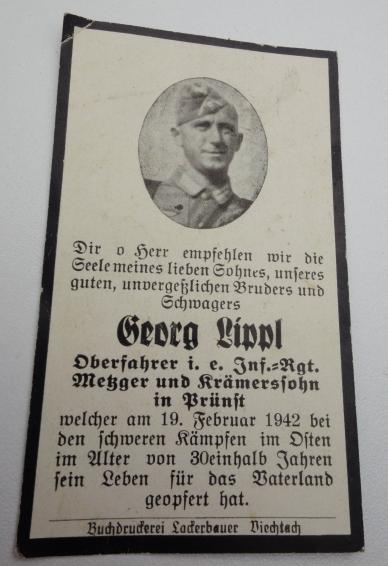 Dir o Herr empfehlen wir die
Seele meines lieben Sohnes, unseres
guten, unvergeßlichen Bruders und
Schwagers
Georg Lippl
Oberfahrer i. e. Inf.=Rgt.
Metzger und Krämerssohn
in Prünst
welcher am 19. Februar 1942 bei
den schweren Kämpfen im Osten
im Alter von 30einhalb Jahren
sein Leben für das Vaterland
geopfert hat.
Buchdruckerei Lackerbauer Viechtach